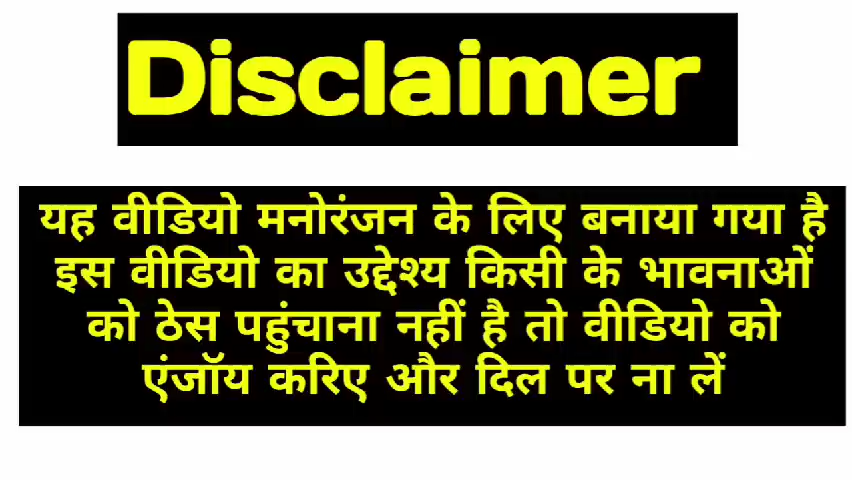 Disclaimer
यह वीडियो मनोरंजन के लिए बनाया गया है
इस वीडियो का उद्देश्य किसी के भावनाओं
को ठेस पहुंचाना नहीं है तो वीडियो को
एंजॉय करिए और दिल पर ना लें